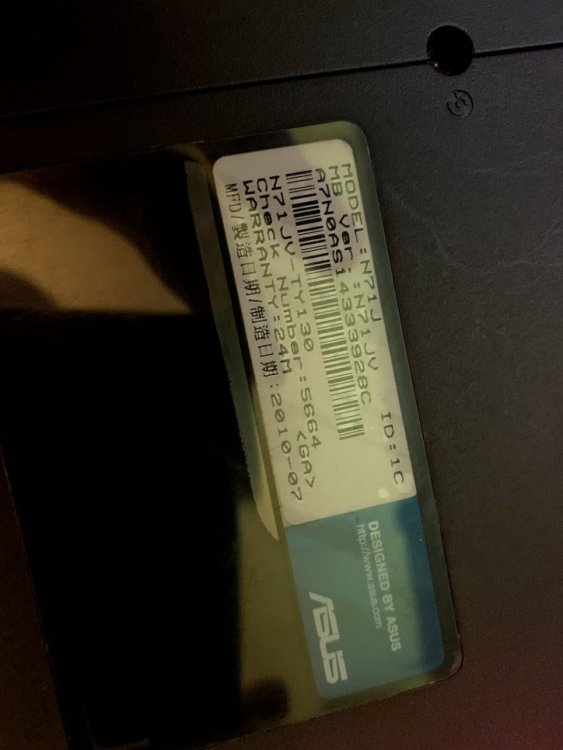 MODEL:N71J ID:1C
MB Ver.:N71JV
A7N0AS14333928C
N71JV-TY130
Check Number:5664
WARRANTY:24M <GA>
MFD/製造日期/制造日期:2010-07
DESIGNED BY ASUS
http://www.asus.com
ASUS